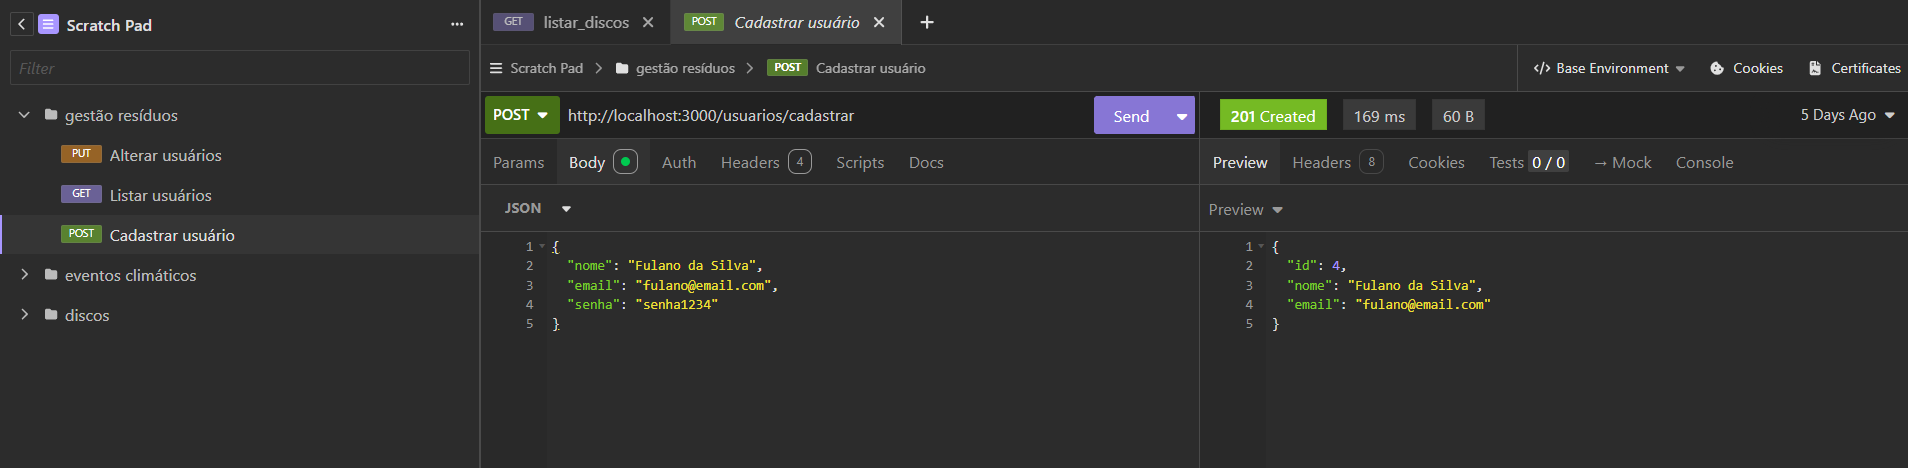 Scratch Pad
Filter
gestão resíduos
PUT Alterar usuários
GET Listar usuários
POST Cadastrar usuário
eventos climáticos
discos
GET listar_discos
POST Cadastrar usuário
Scratch Pad gestão resíduos POST Cadastrar usuário
Base Environment Cookies Certificates
POST http://localhost:3000/usuarios/cadastrar Send
Params Body Auth Headers 4 Scripts Docs
JSON
1 {
2 "nome": "Fulano da Silva",
3 "email": "fulano@email.com",
4 "senha": "senha1234"
5 }
201 Created 169 ms 60 B 5 Days Ago
Preview Headers 8 Cookies Tests 0 / 0 → Mock Console
Preview
1 {
2 "id": 4,
3 "nome": "Fulano da Silva",
4 "email": "fulano@email.com"
5 }